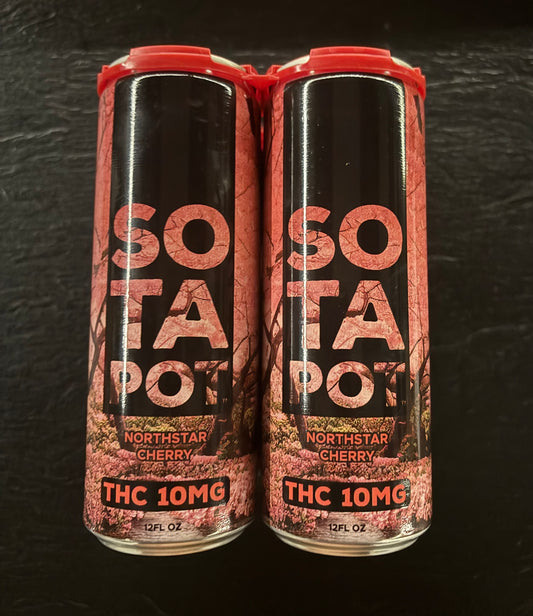 SO
TA
POT
NORTHSTAR
CHERRY
THC 10MG
12FL OZ
SO
TA
POT
NORTHSTAR
CHERRY
THC 10MG
12FL OZ